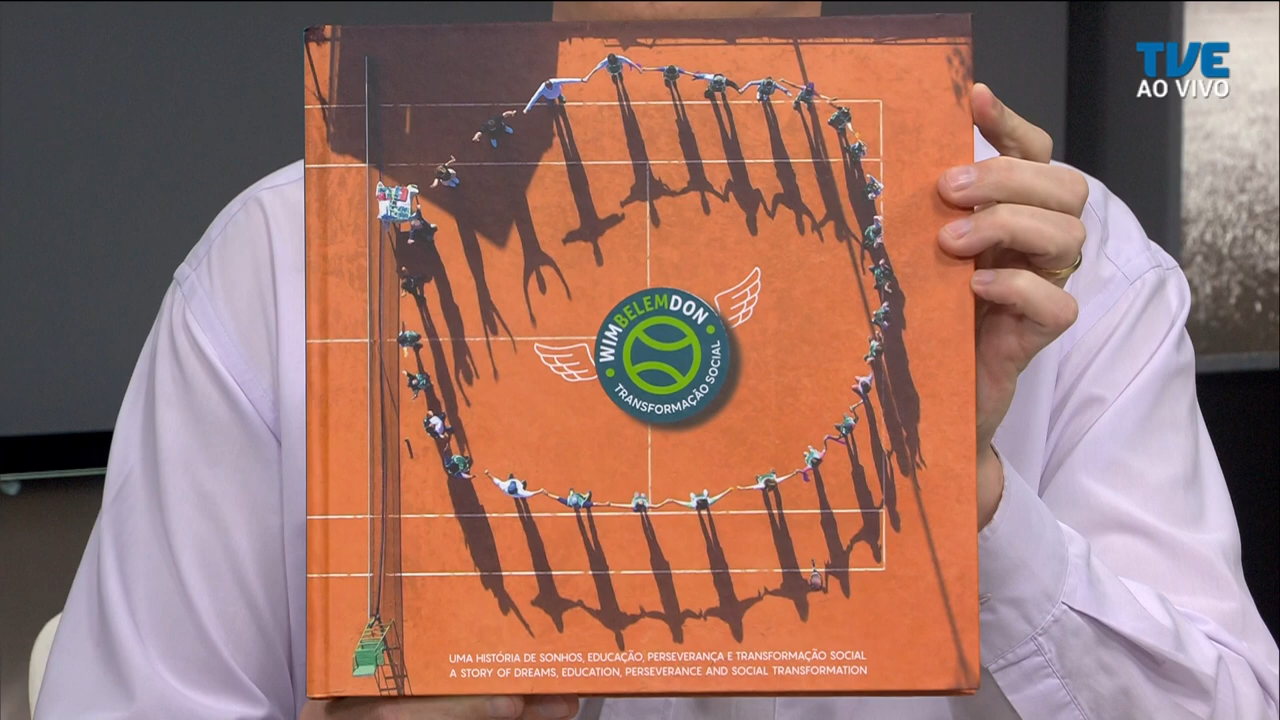 TVE
AO VIVO
WIMBELEMDON
TRANSFORMAÇÃO SOCIAL
UMA HISTÓRIA DE SONHOS, EDUCAÇÃO, PERSEVERANÇA E TRANSFORMAÇÃO SOCIAL
A STORY OF DREAMS, EDUCATION, PERSEVERANCE AND SOCIAL TRANSFORMATION